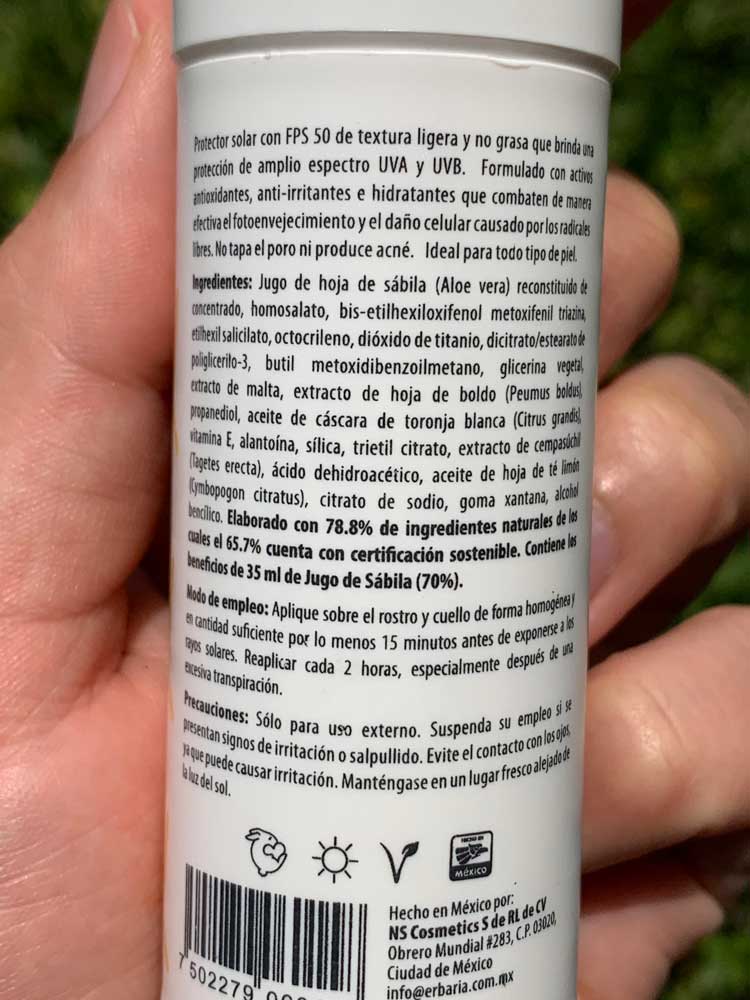 Protector solar con FPS 50 de textura ligera y no grasa que brinda una
protección de amplio espectro UVA y UVB. Formulado con activos
antioxidantes, anti-irritantes e hidratantes que combaten de manera
efectiva el fotoenvejecimiento y el daño celular causado por los radicales
libres. No tapa el poro ni produce acné. Ideal para todo tipo de piel.
Ingredientes: Jugo de hoja de sábila (Aloe vera) reconstituido de
concentrado, homosalato, bis-etilhexiloxifenol metoxifenil triazina,
etilhexil salicilato, octocrileno, dióxido de titanio, dicitrato/estearato de
poliglicerilo-3, butil metoxidibenzoilmetano, glicerina vegetal,
extracto de malta, extracto de hoja de boldo (Peumus boldus),
propanediol, aceite de cáscara de toronja blanca (Citrus grandis),
vitamina E, alantoína, sílica, trietil citrato, extracto de cempasúchil
(Tagetes erecta), ácido dehidroacético, aceite de hoja de té limón
(Cymbopogon citratus), citrato de sodio, goma xantana, alcohol
bencílico. Elaborado con 78.8% de ingredientes naturales de los
cuales el 65.7% cuenta con certificación sostenible. Contiene los
beneficios de 35 ml de Jugo de Sábila (70%).
Modo de empleo: Aplique sobre el rostro y cuello de forma homogénea y
en cantidad suficiente por lo menos 15 minutos antes de exponerse a los
rayos solares. Reaplicar cada 2 horas, especialmente después de una
excesiva transpiración.
Precauciones: Sólo para uso externo. Suspenda su empleo si se
presentan signos de irritación o salpullido. Evite el contacto con los ojos,
ya que puede causar irritación. Manténgase en un lugar fresco alejado de
la luz del sol.
HECHO EN
MÉXICO
Hecho en México por:
NS Cosmetics S de RL de CV
Obrero Mundial #283, C.P. 03020,
Ciudad de México
info@erbaria.com.mx
7 502279